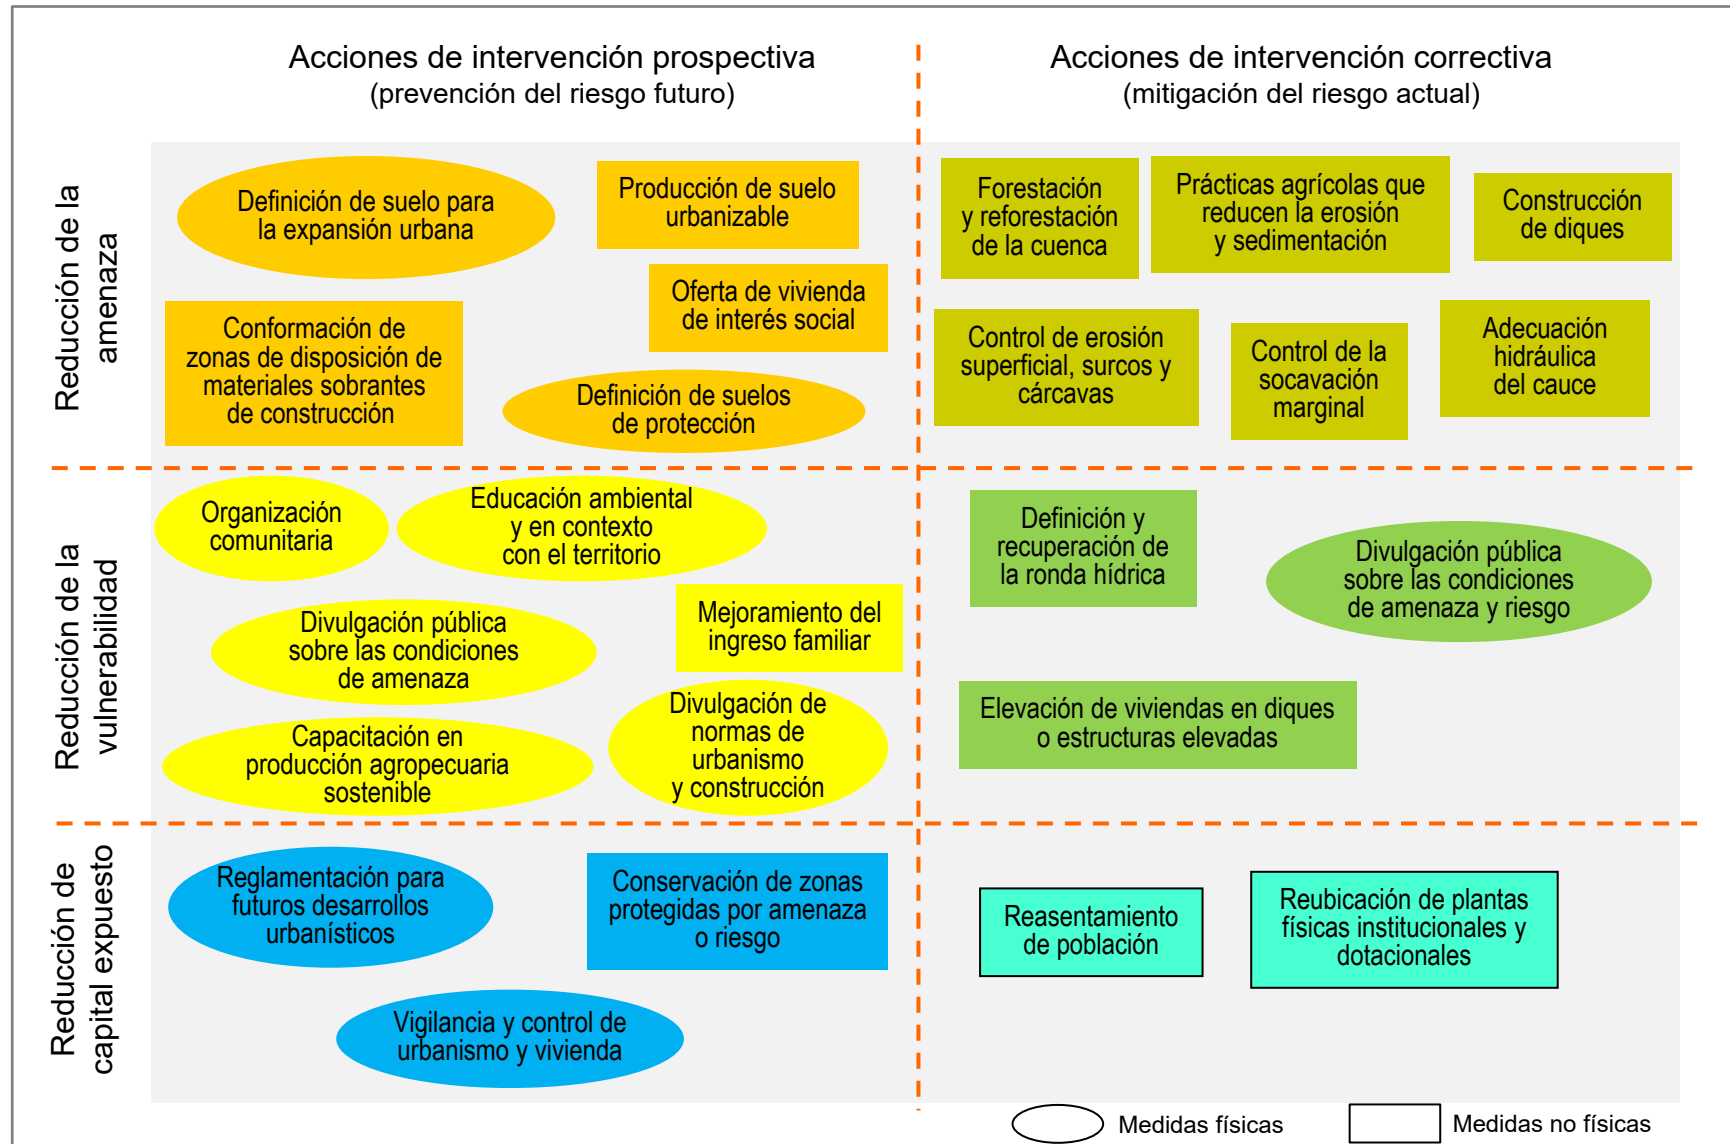 Acciones de intervención prospectiva
(prevención del riesgo futuro)
Acciones de intervención correctiva
(mitigación del riesgo actual)
Reducción de la
amenaza
Definición de suelo para
la expansión urbana
Producción de suelo
urbanizable
Oferta de vivienda
de interés social
Conformación de
zonas de disposición de
materiales sobrantes
de construcción
Definición de suelos
de protección
Forestación
y reforestación
de la cuenca
Prácticas agrícolas que
reducen la erosión
y sedimentación
Construcción
de diques
Control de erosión
superficial, surcos y
cárcavas
Control de la
socavación
marginal
Adecuación
hidráulica
del cauce
Reducción de la
vulnerabilidad
Organización
comunitaria
Educación ambiental
y en contexto
con el territorio
Divulgación pública
sobre las condiciones
de amenaza
Mejoramiento del
ingreso familiar
Capacitación en
producción agropecuaria
sostenible
Divulgación de
normas de
urbanismo
y construcción
Definición y
recuperación de
la ronda hídrica
Divulgación pública
sobre las condiciones
de amenaza y riesgo
Elevación de viviendas en diques
o estructuras elevadas
Reducción de
capital expuesto
Reglamentación para
futuros desarrollos
urbanísticos
Conservación de zonas
protegidas por amenaza
o riesgo
Vigilancia y control de
urbanismo y vivienda
Reasentamiento
de población
Reubicación de plantas
físicas institucionales y
dotacionales
Medidas físicas
Medidas no físicas